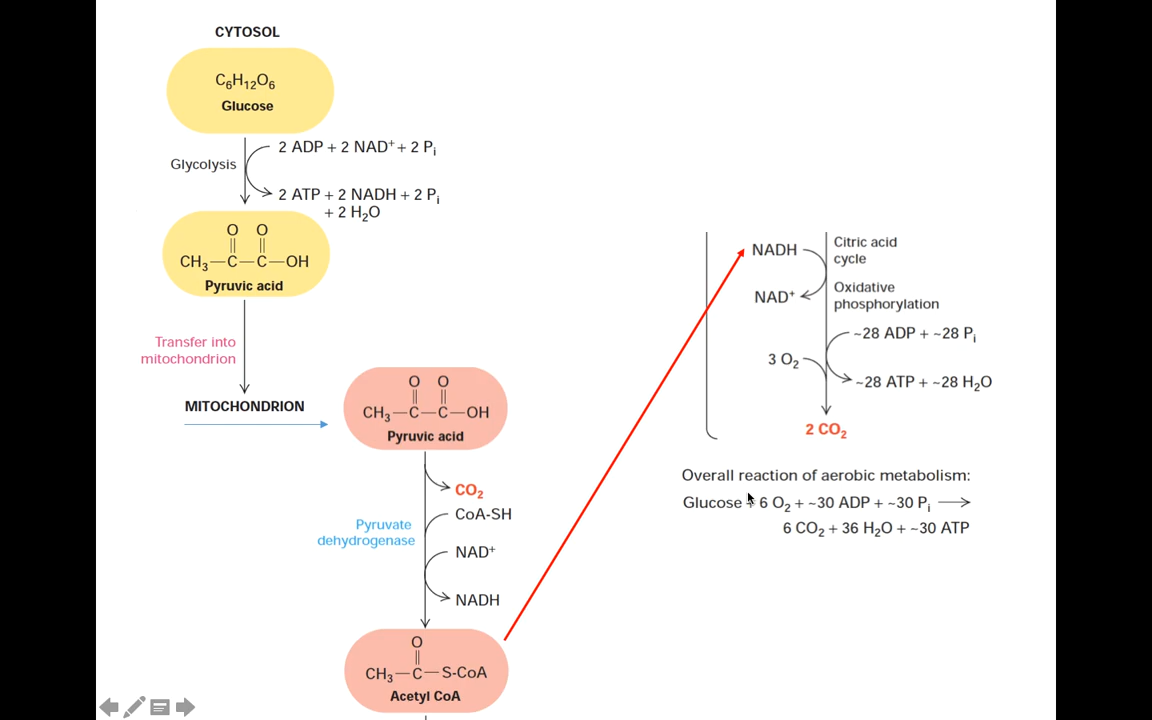 CYTOSOL
C₆H₁₂O₆
Glucose
2 ADP + 2 NAD⁺ + 2 Pᵢ
Glycolysis
2 ATP + 2 NADH + 2 Pᵢ
+ 2 H₂O
O O
CH₃—C—C—OH
Pyruvic acid
Transfer into
mitochondrion
MITOCHONDRION
O O
CH₃—C—C—OH
Pyruvic acid
CO₂
CoA-SH
Pyruvate
dehydrogenase
NAD⁺
NADH
O
CH₃—C—S-CoA
Acetyl CoA
NADH
Citric acid
cycle
NAD⁺
Oxidative
phosphorylation
~28 ADP + ~28 Pᵢ
3 O₂
~28 ATP + ~28 H₂O
2 CO₂
Overall reaction of aerobic metabolism:
Glucose + 6 O₂ + ~30 ADP + ~30 Pᵢ ⟶
6 CO₂ + 36 H₂O + ~30 ATP